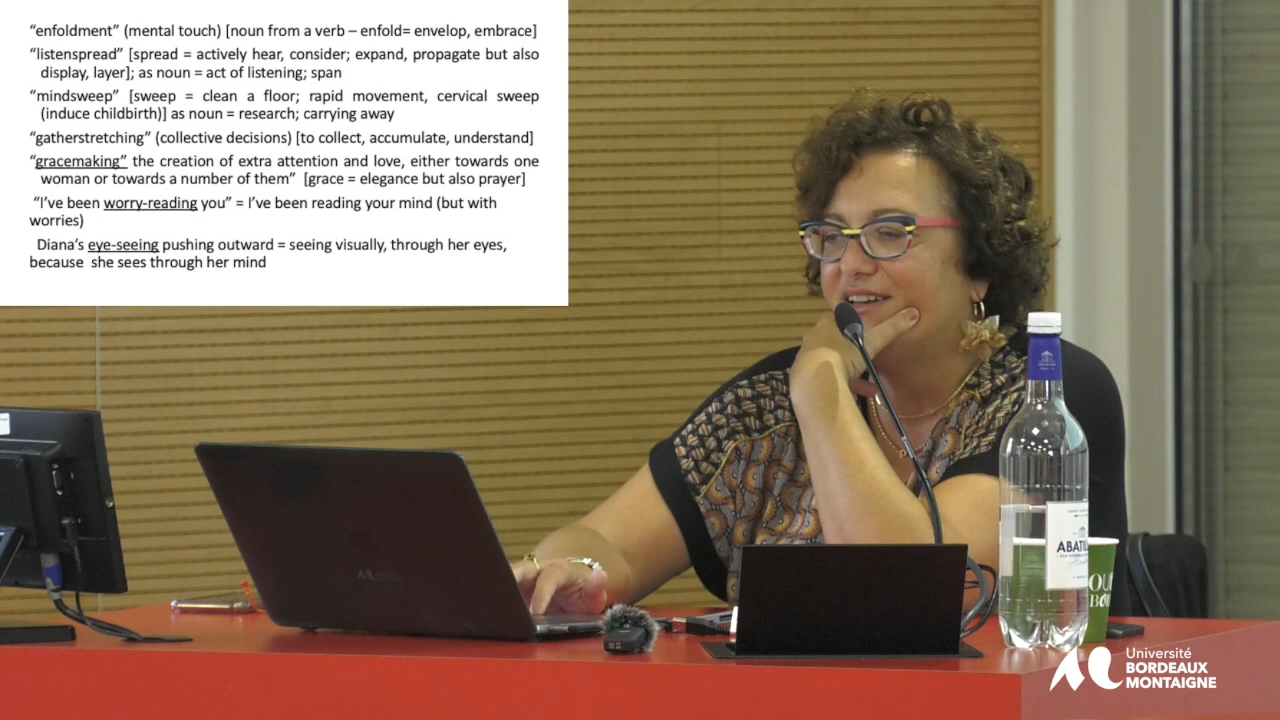 “enfoldment” (mental touch) [noun from a verb – enfold= envelop, embrace]
“listenspread” [spread = actively hear, consider; expand, propagate but also
display, layer]; as noun = act of listening; span
“mindsweep” [sweep = clean a floor; rapid movement, cervical sweep
(induce childbirth)] as noun = research; carrying away
“gatherstretching” (collective decisions) [to collect, accumulate, understand]
“gracemaking” the creation of extra attention and love, either towards one
woman or towards a number of them”  [grace = elegance but also prayer]
“I’ve been worry-reading you” = I’ve been reading your mind (but with
worries)
Diana’s eye-seeing pushing outward = seeing visually, through her eyes,
because  she sees through her mind
ABATIL
Université
BORDEAUX
MONTAIGNE